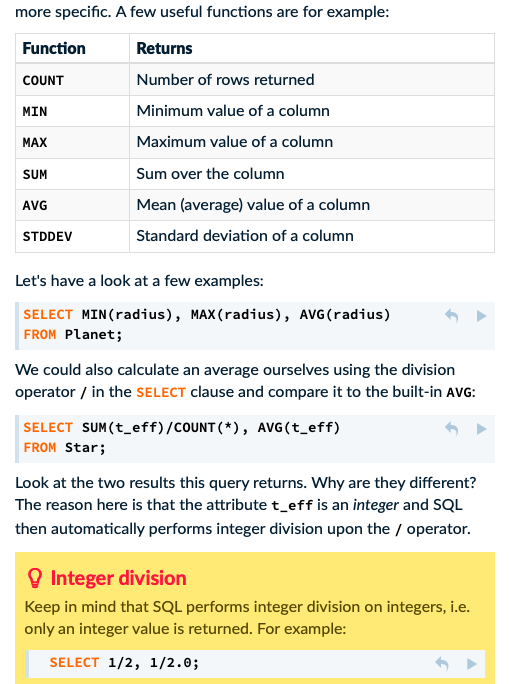 more specific. A few useful functions are for example:
Function Returns
COUNT Number of rows returned
MIN Minimum value of a column
MAX Maximum value of a column
SUM Sum over the column
AVG Mean (average) value of a column
STDDEV Standard deviation of a column
Let's have a look at a few examples:
SELECT MIN(radius), MAX(radius), AVG(radius)
FROM Planet;
We could also calculate an average ourselves using the division
operator / in the SELECT clause and compare it to the built-in AVG:
SELECT SUM(t_eff)/COUNT(*), AVG(t_eff)
FROM Star;
Look at the two results this query returns. Why are they different?
The reason here is that the attribute t_eff is an integer and SQL
then automatically performs integer division upon the / operator.
Integer division
Keep in mind that SQL performs integer division on integers, i.e.
only an integer value is returned. For example:
SELECT 1/2, 1/2.0;